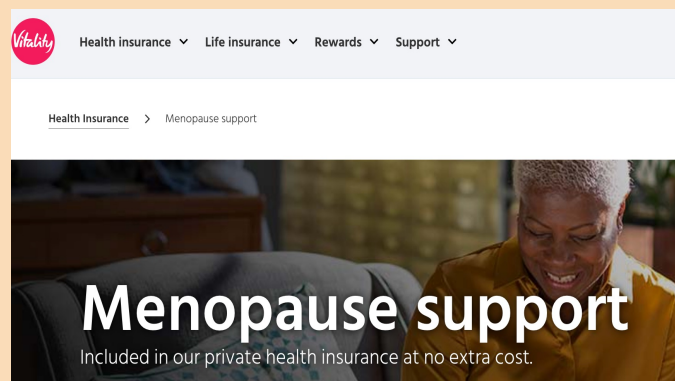 Vitality
Health insurance Life insurance Rewards Support
Health Insurance > Menopause support
Menopause support
Included in our private health insurance at no extra cost.